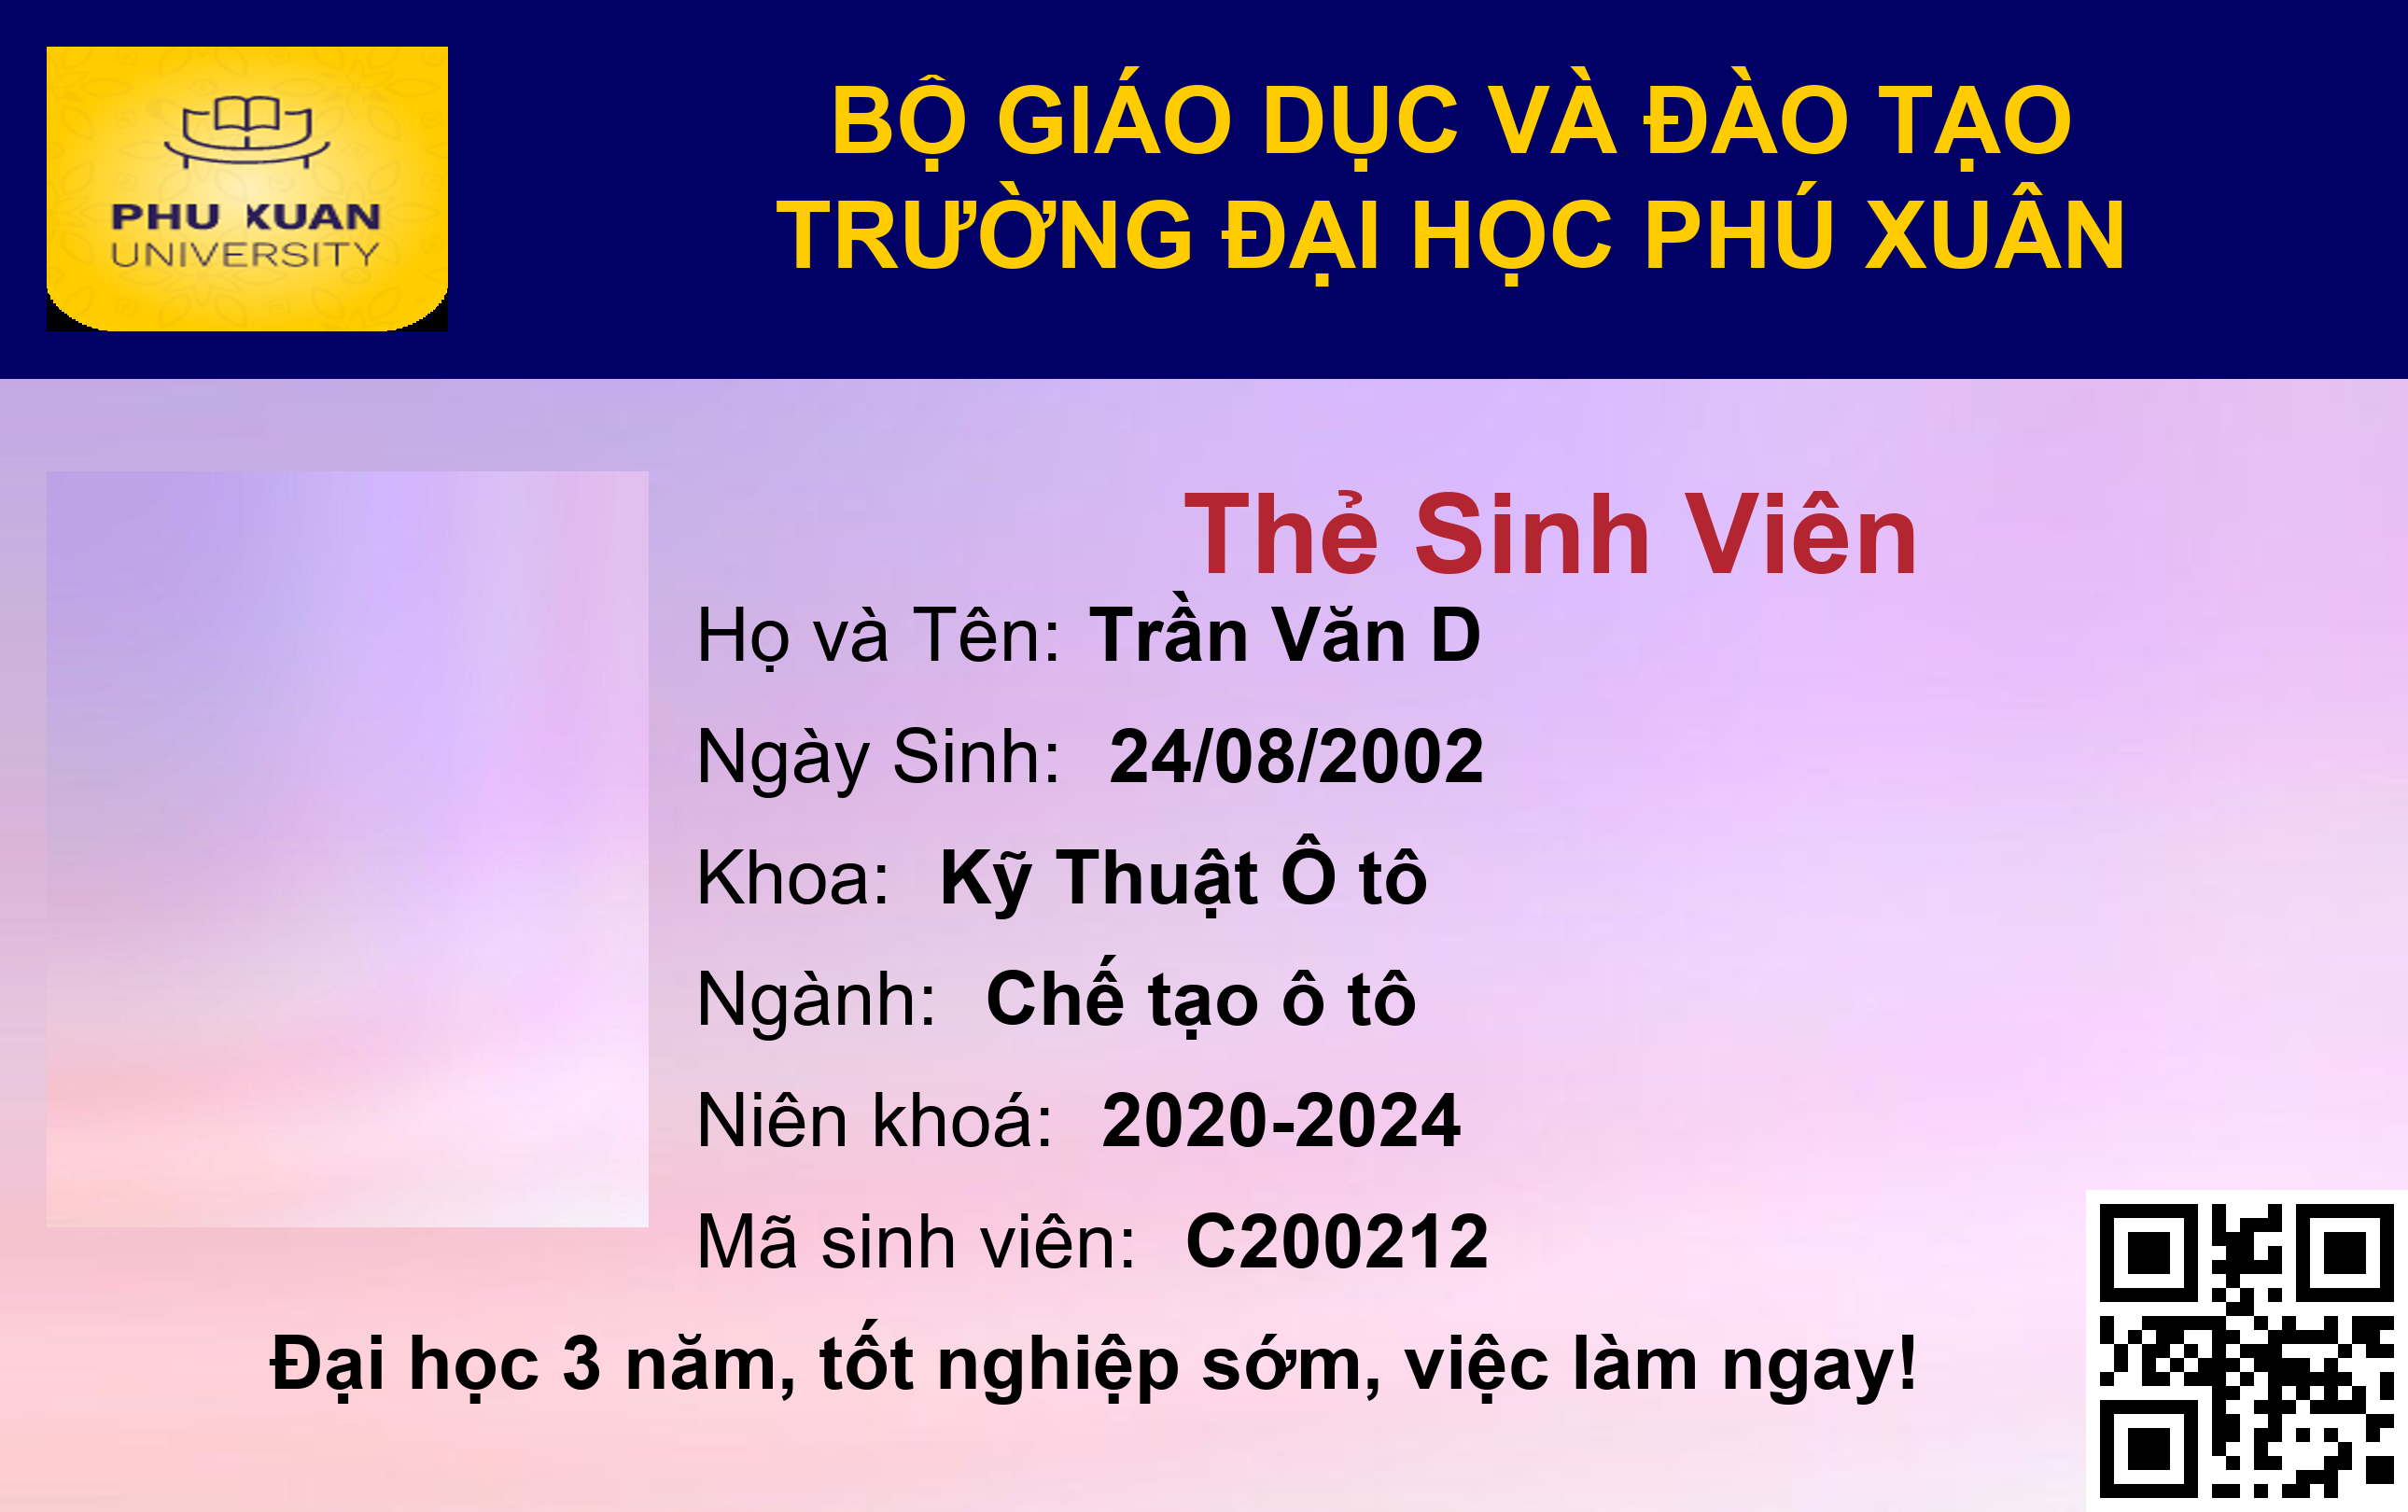 PHU XUAN
UNIVERSITY
BỘ GIÁO DỤC VÀ ĐÀO TẠO
TRƯỜNG ĐẠI HỌC PHÚ XUÂN
Thẻ Sinh Viên
Họ và Tên: Trần Văn D
Ngày Sinh: 24/08/2002
Khoa: Kỹ Thuật Ô tô
Ngành: Chế tạo ô tô
Niên khoá: 2020-2024
Mã sinh viên: C200212
Đại học 3 năm, tốt nghiệp sớm, việc làm ngay!